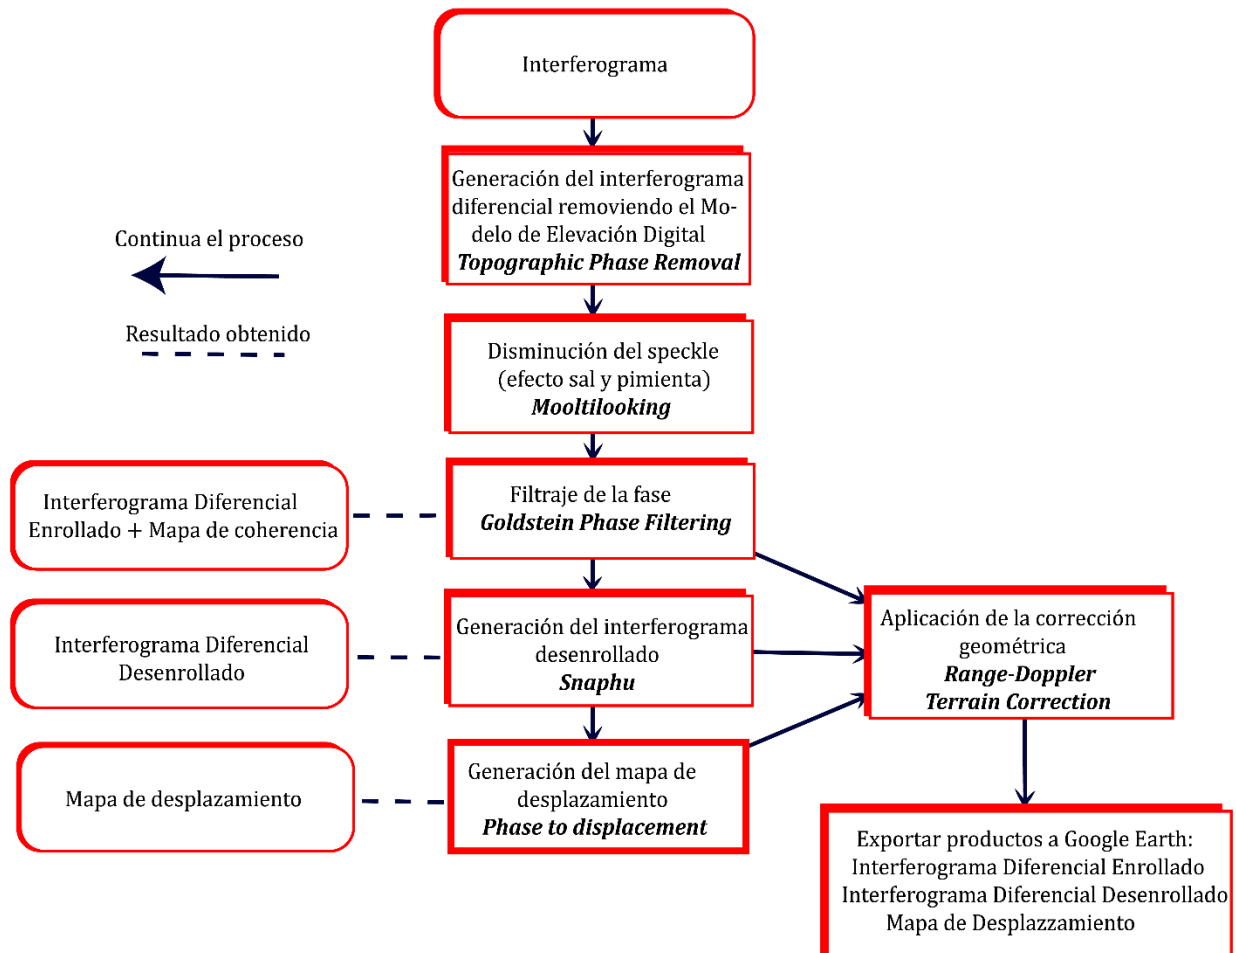 Interferograma
Generación del interferograma
diferencial removiendo el Mo-
delo de Elevación Digital
Topographic Phase Removal
Continua el proceso
Resultado obtenido
Disminución del speckle
(efecto sal y pimienta)
Mooltilooking
Interferograma Diferencial
Enrollado + Mapa de coherencia
Filtraje de la fase
Goldstein Phase Filtering
Interferograma Diferencial
Desenrollado
Generación del interferograma
desenrollado
Snaphu
Aplicación de la corrección
geométrica
Range-Doppler
Terrain Correction
Mapa de desplazamiento
Generación del mapa de
desplazamiento
Phase to displacement
Exportar productos a Google Earth:
Interferograma Diferencial Enrollado
Interferograma Diferencial Desenrollado
Mapa de Desplazzamiento